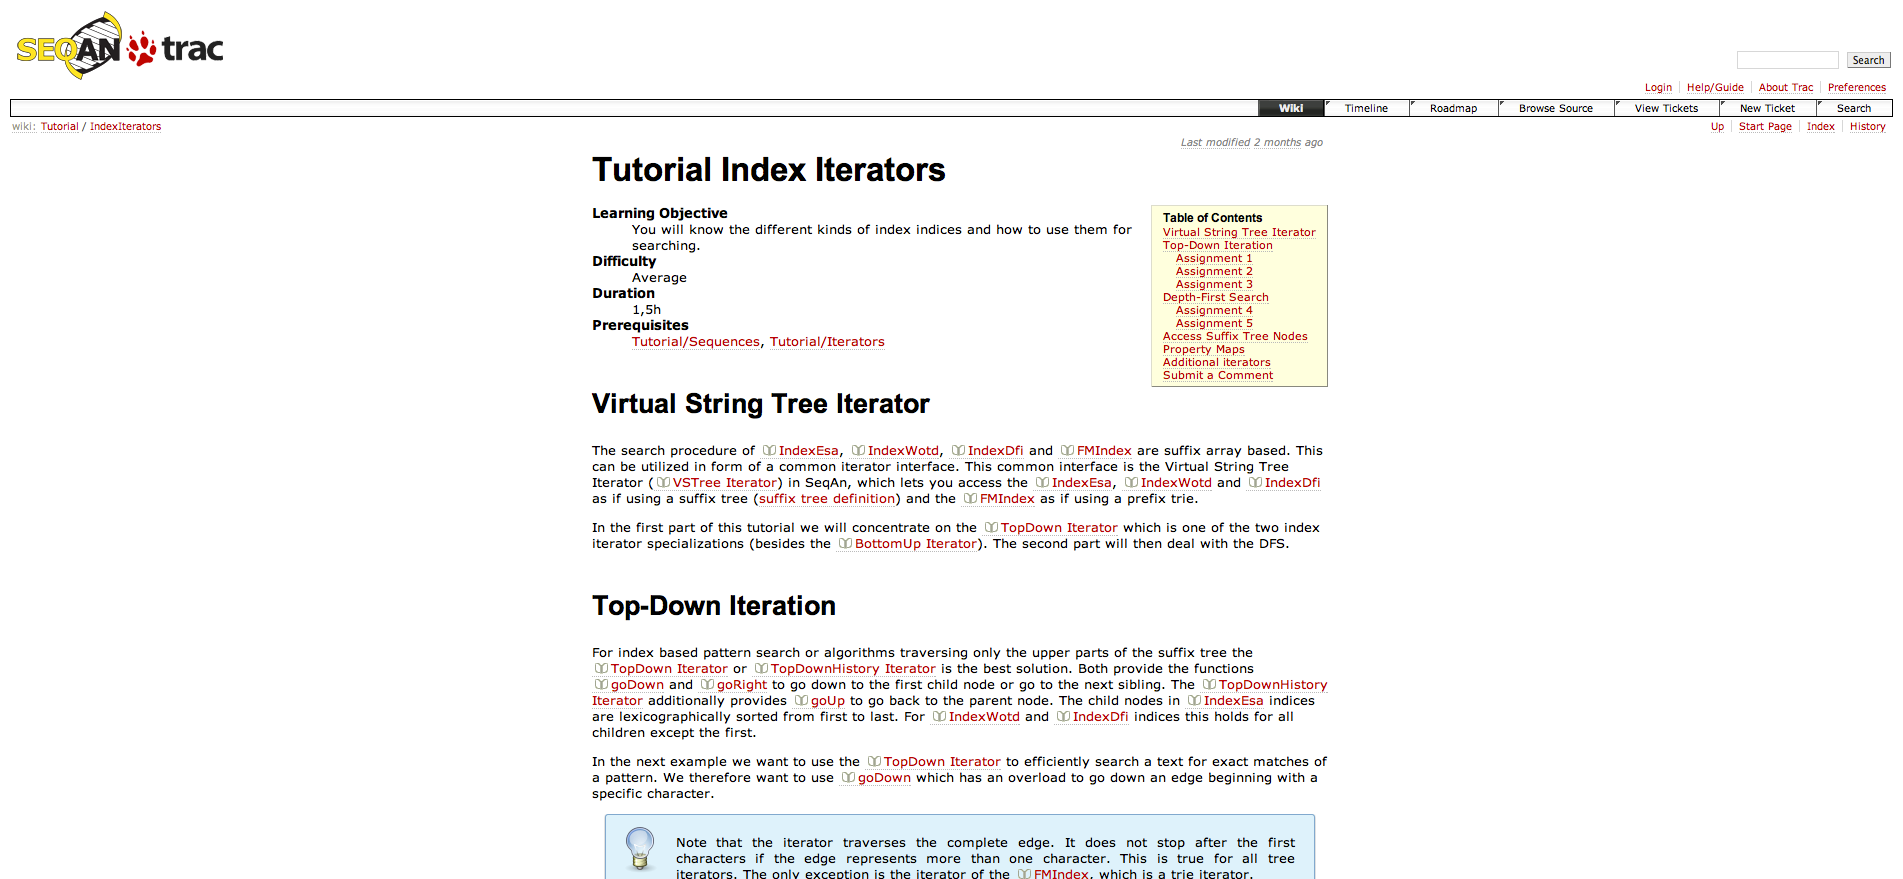 SEQAN trac
Search
Login Help/Guide About Trac Preferences
Wiki Timeline Roadmap Browse Source View Tickets New Ticket Search
wiki: Tutorial / IndexIterators
Up Start Page Index History
Last modified 2 months ago
Tutorial Index Iterators
Learning Objective
You will know the different kinds of index indices and how to use them for
searching.
Difficulty
Average
Duration
1,5h
Prerequisites
Tutorial/Sequences, Tutorial/Iterators
Table of Contents
Virtual String Tree Iterator
Top-Down Iteration
Assignment 1
Assignment 2
Assignment 3
Depth-First Search
Assignment 4
Assignment 5
Access Suffix Tree Nodes
Property Maps
Additional iterators
Submit a Comment
Virtual String Tree Iterator
The search procedure of IndexEsa, IndexWotd, IndexDfi and FMIndex are suffix array based. This
can be utilized in form of a common iterator interface. This common interface is the Virtual String Tree
Iterator ( VSTree Iterator) in SeqAn, which lets you access the IndexEsa, IndexWotd and IndexDfi
as if using a suffix tree (suffix tree definition) and the FMIndex as if using a prefix trie.
In the first part of this tutorial we will concentrate on the TopDown Iterator which is one of the two index
iterator specializations (besides the BottomUp Iterator). The second part will then deal with the DFS.
Top-Down Iteration
For index based pattern search or algorithms traversing only the upper parts of the suffix tree the
TopDown Iterator or TopDownHistory Iterator is the best solution. Both provide the functions
goDown and goRight to go down to the first child node or go to the next sibling. The TopDownHistory
Iterator additionally provides goUp to go back to the parent node. The child nodes in IndexEsa indices
are lexicographically sorted from first to last. For IndexWotd and IndexDfi indices this holds for all
children except the first.
In the next example we want to use the TopDown Iterator to efficiently search a text for exact matches of
a pattern. We therefore want to use goDown which has an overload to go down an edge beginning with a
specific character.
Note that the iterator traverses the complete edge. It does not stop after the first
characters if the edge represents more than one character. This is true for all tree
iterators. The only exception is the iterator of the FMIndex, which is a trie iterator.